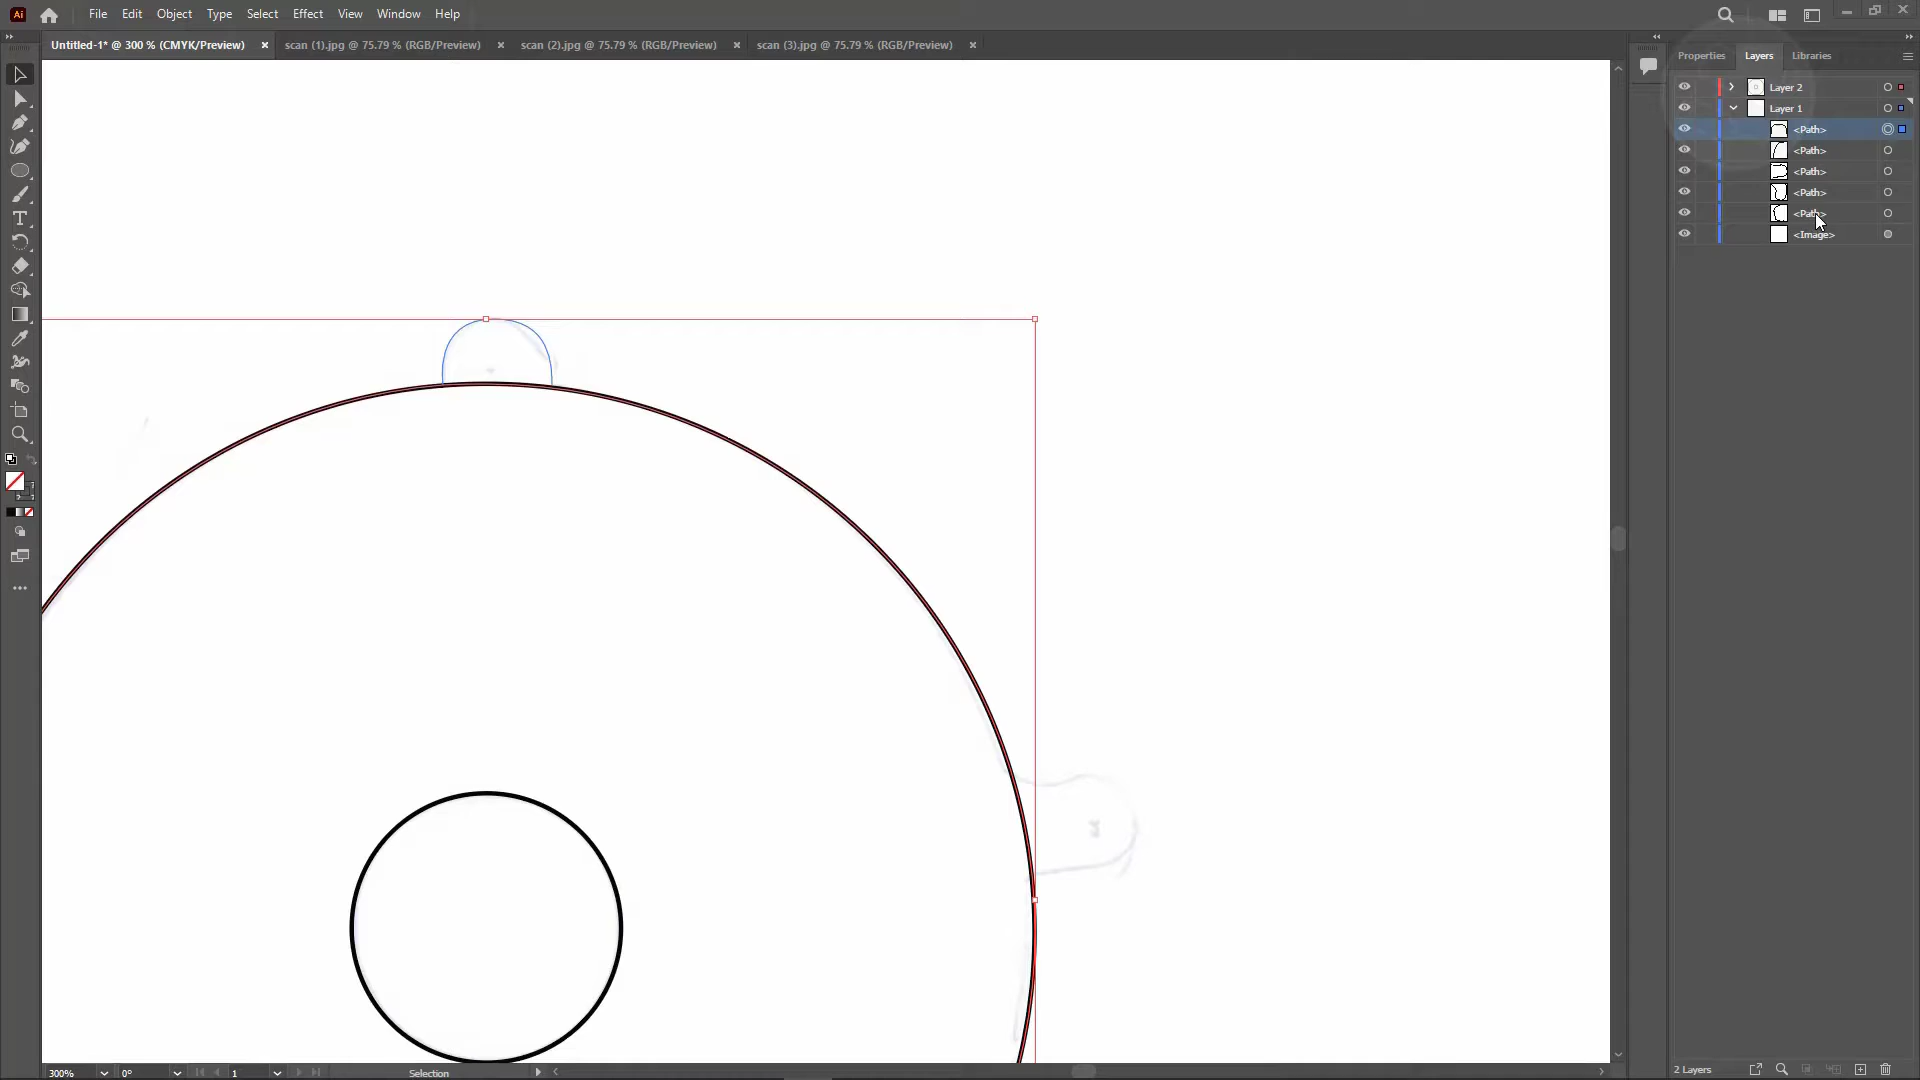 Ai File Edit Object Type Select Effect View Window Help
Untitled-1* @ 300 % (CMYK/Preview) × scan (1).jpg @ 75.79 % (RGB/Preview) × scan (2).jpg @ 75.79 % (RGB/Preview) × scan (3).jpg @ 75.79 % (RGB/Preview) ×
Properties Layers Libraries
Layer 2
Layer 1
<Path>
<Path>
<Path>
<Path>
<Path>
<Image>
300% 0° 1 Selection
2 Layers